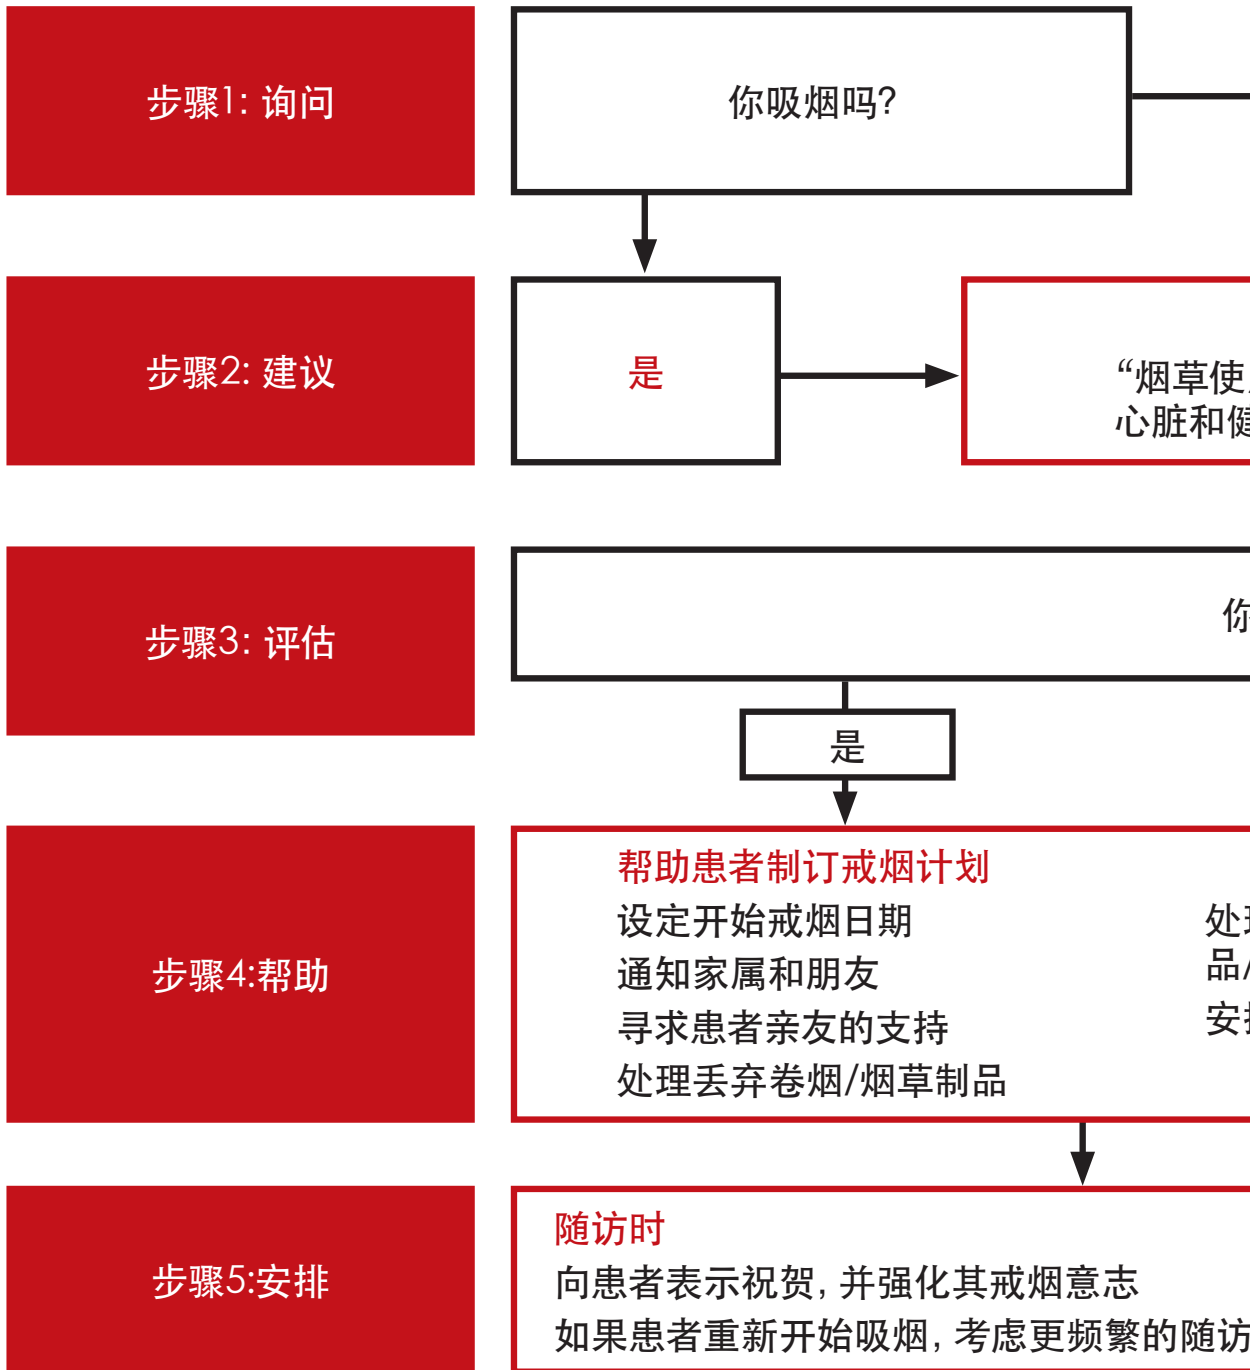 步骤1: 询问
你吸烟吗?
步骤2: 建议
是
“烟草使
心脏和
步骤3: 评估
你
是
步骤4:帮助
帮助患者制订戒烟计划
设定开始戒烟日期
通知家属和朋友
寻求患者亲友的支持
处理丢弃卷烟/烟草制品
处
品/
安
步骤5:安排
随访时
向患者表示祝贺, 并强化其戒烟意志
如果患者重新开始吸烟, 考虑更频繁的随访